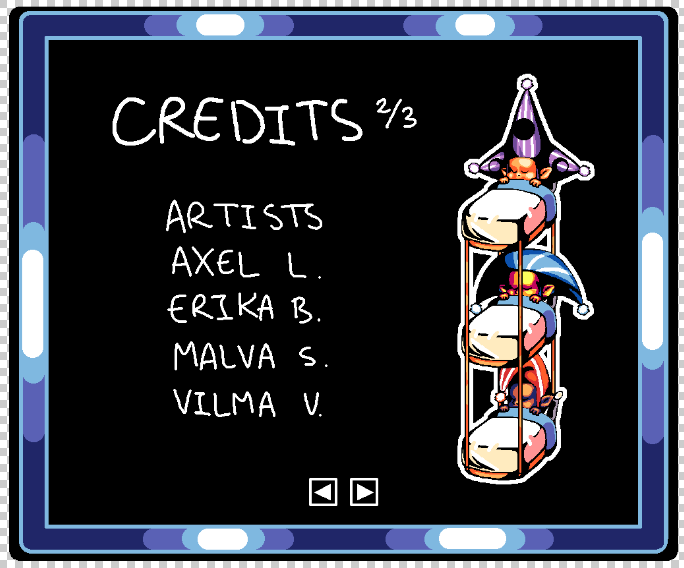 CREDITS 2/3
ARTISTS
AXEL L.
ERIKA B.
MALVA S.
VILMA V.